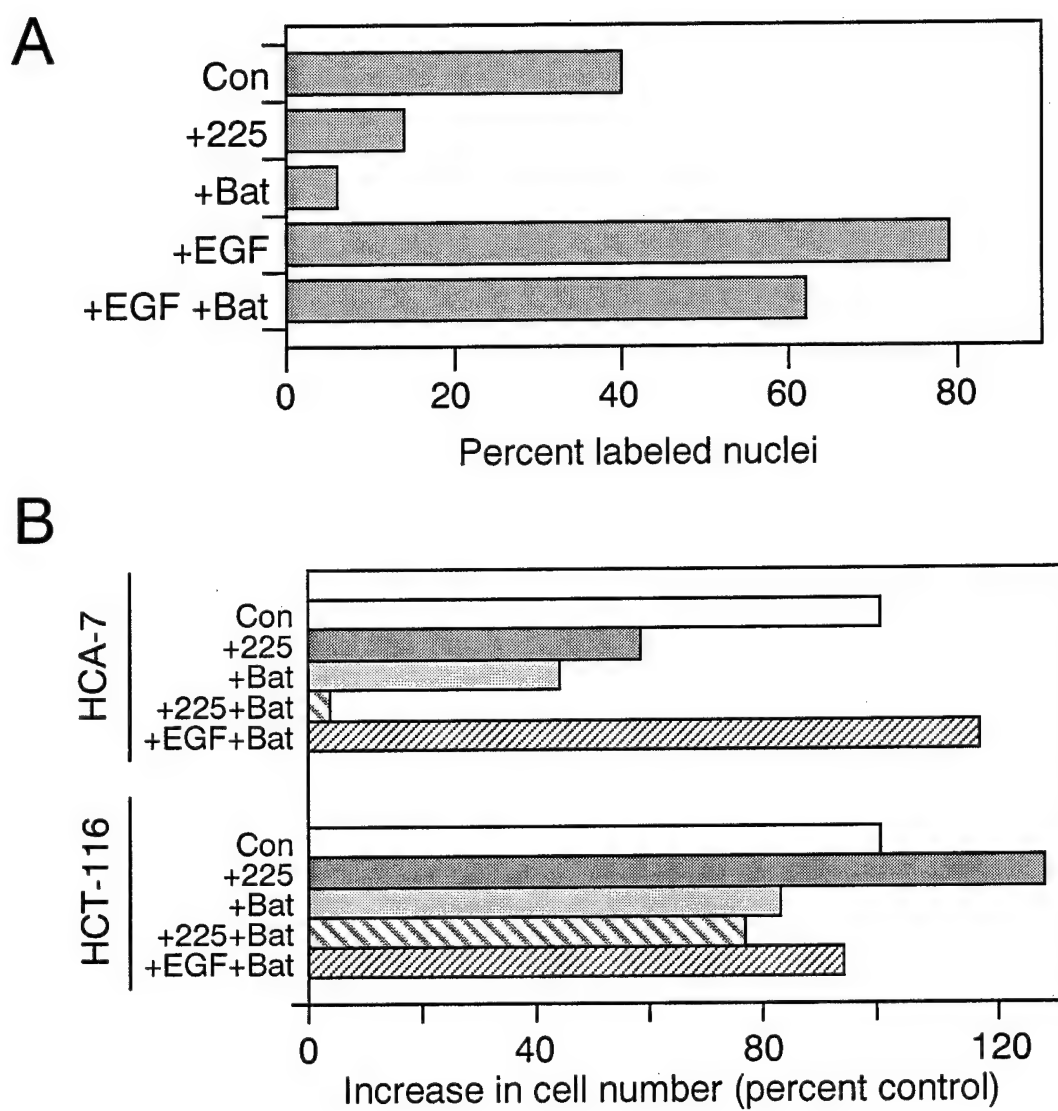 A
Con
+225
+Bat
+EGF
+EGF +Bat
0 20 40 60 80
Percent labeled nuclei
B
HCA-7
Con
+225
+Bat
+225+Bat
+EGF+Bat
HCT-116
Con
+225
+Bat
+225+Bat
+EGF+Bat
0 40 80 120
Increase in cell number (percent control)